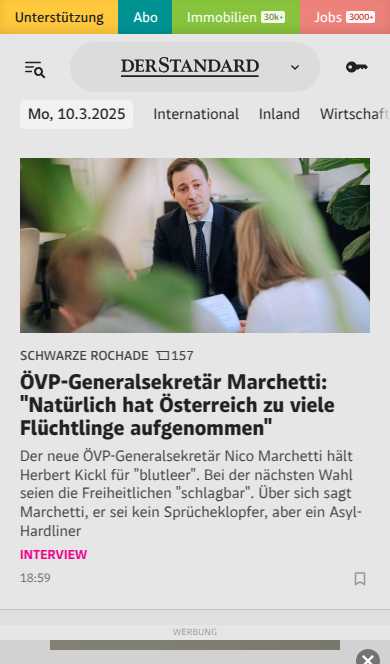 Unterstützung Abo Immobilien 30k+ Jobs 3000+
DERSTANDARD
Mo, 10.3.2025 International Inland Wirtschaft
SCHWARZE ROCHADE 157
ÖVP-Generalsekretär Marchetti:
"Natürlich hat Österreich zu viele
Flüchtlinge aufgenommen"
Der neue ÖVP-Generalsekretär Nico Marchetti hält
Herbert Kickl für "blutleer". Bei der nächsten Wahl
seien die Freiheitlichen "schlagbar". Über sich sagt
Marchetti, er sei kein Sprücheklopfer, aber ein Asyl-
Hardliner
INTERVIEW
18:59
WERBUNG